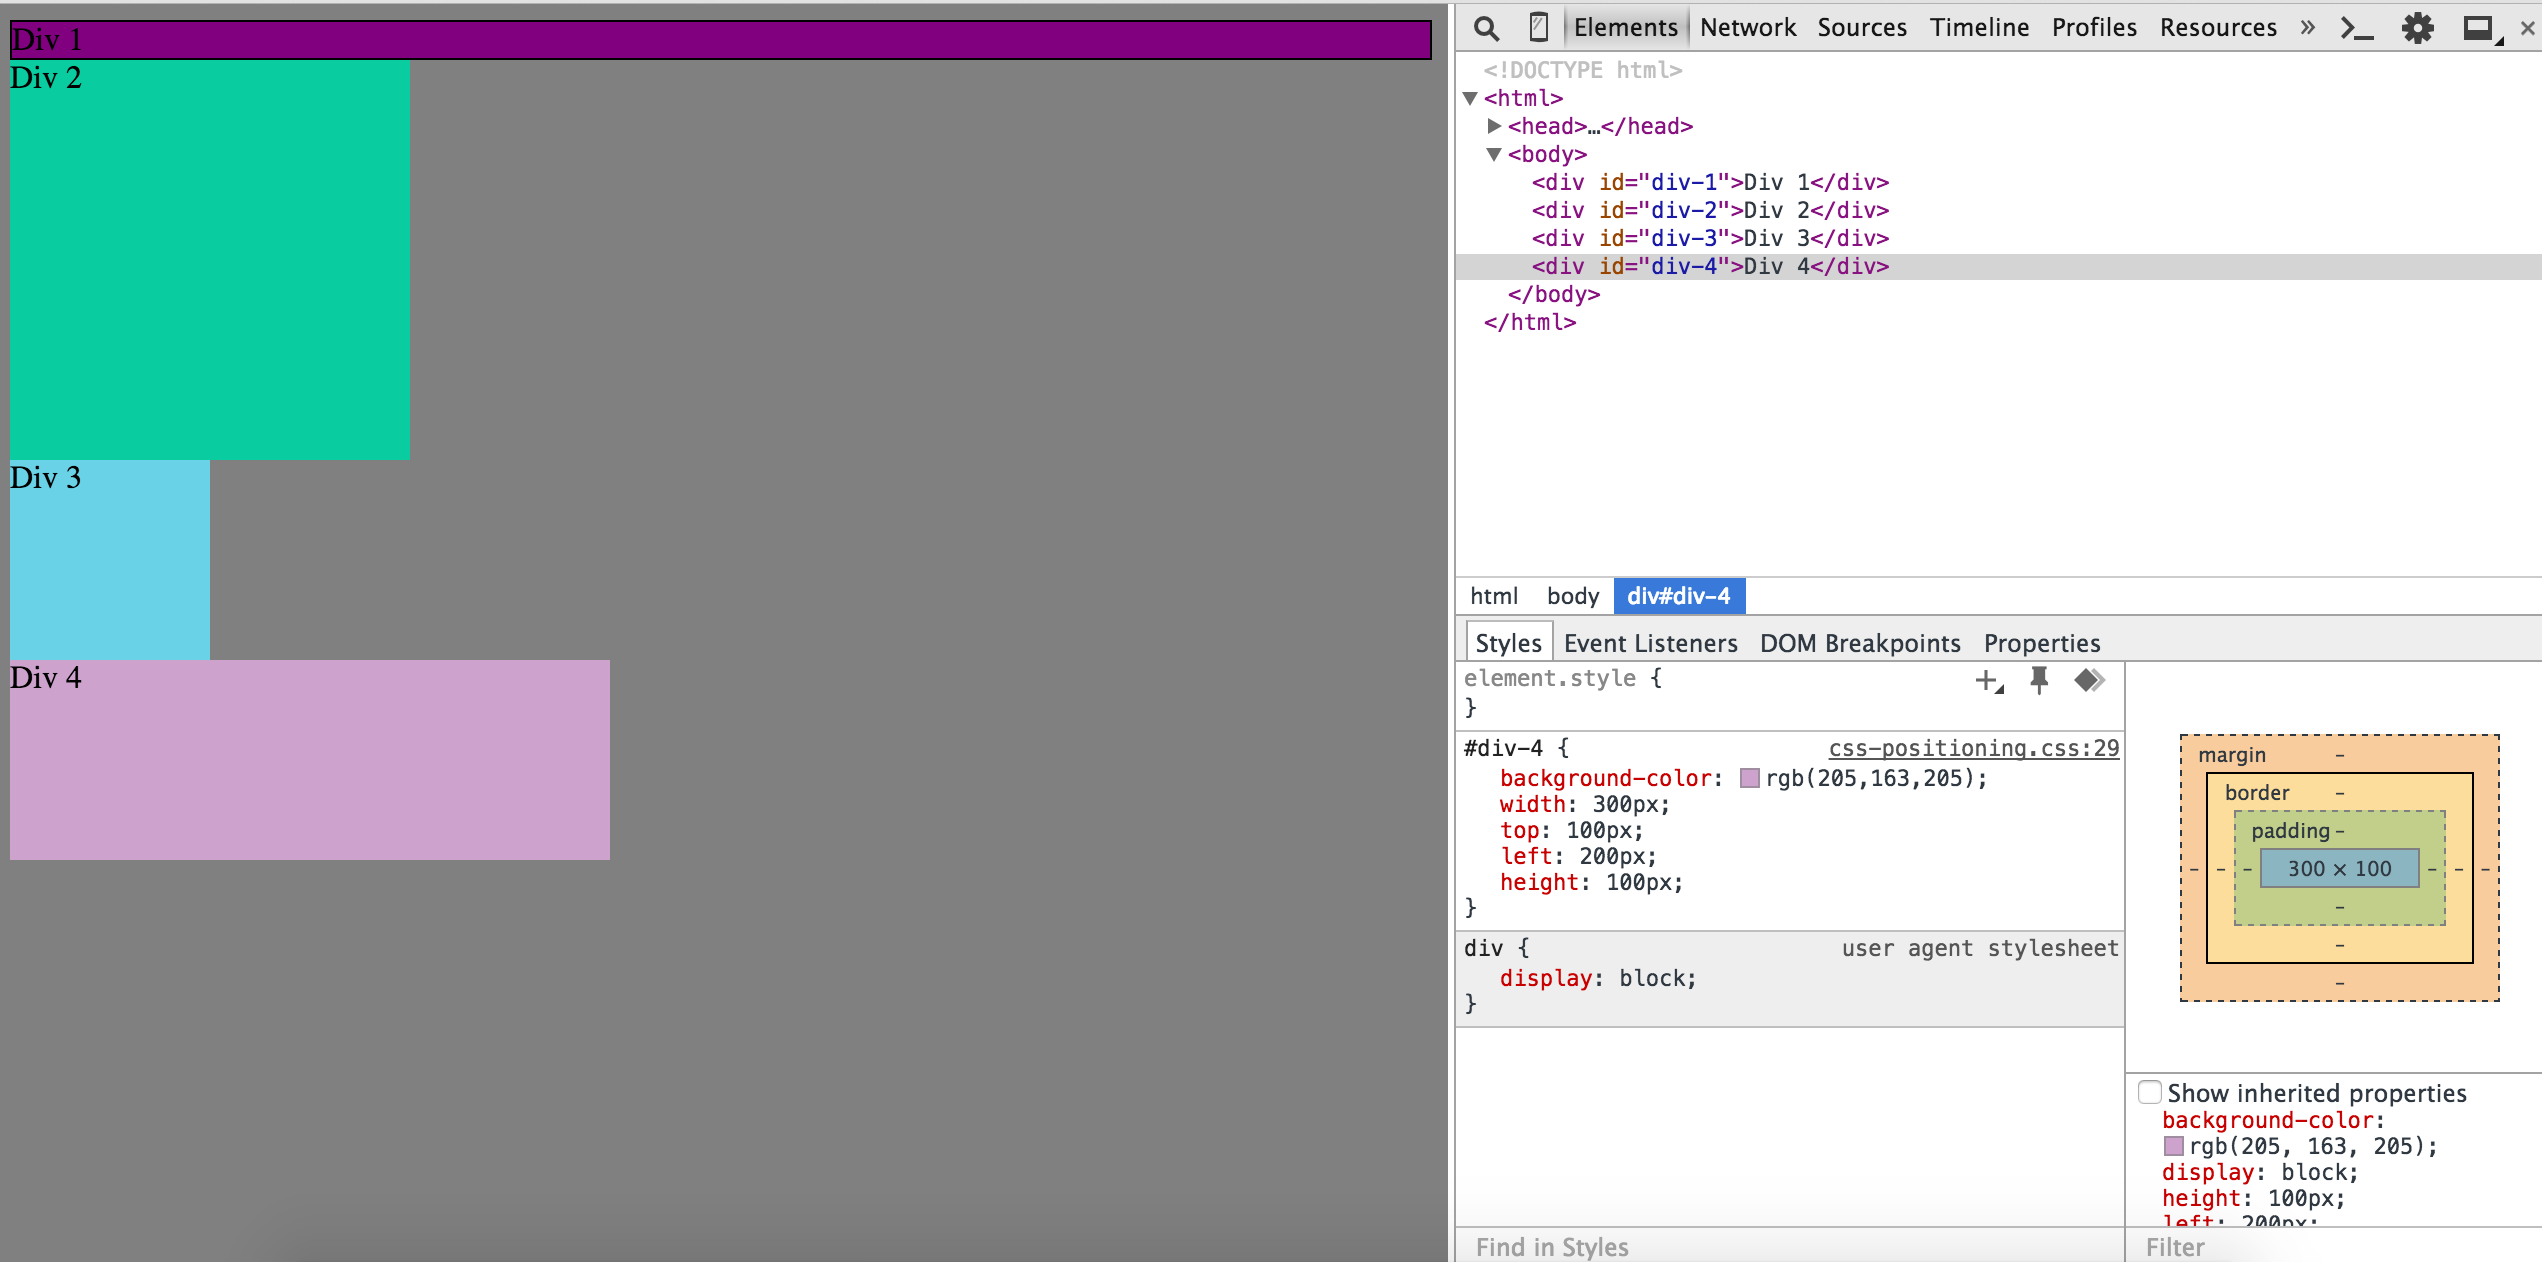 Div 1
Div 2
Div 3
Div 4
Elements Network Sources Timeline Profiles Resources » ×
<!DOCTYPE html>
<html>
<head>…</head>
<body>
<div id="div-1">Div 1</div>
<div id="div-2">Div 2</div>
<div id="div-3">Div 3</div>
<div id="div-4">Div 4</div>
</body>
</html>
html body div#div-4
Styles Event Listeners DOM Breakpoints Properties
element.style {
}
#div-4 { css-positioning.css:29
background-color: rgb(205,163,205);
width: 300px;
top: 100px;
left: 200px;
height: 100px;
}
div { user agent stylesheet
display: block;
}
Find in Styles
margin –
border –
padding –
– – – 300 × 100 – – –
–
–
–
Show inherited properties
background-color:
rgb(205, 163, 205);
display: block;
height: 100px;
left: 200px;
Filter